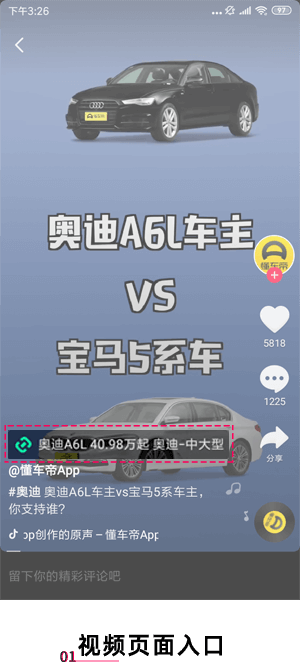 下午3:26
97
懂车帝
奥迪A6L车主
VS
宝马5系车
懂车帝
5818
1225
奥迪A6L 40.98万起 奥迪-中大型
分享
@懂车帝App
#奥迪 奥迪A6L车主vs宝马5系车主，
你支持谁？
op创作的原声 – 懂车帝App
留下你的精彩评论吧
01 视频页面入口